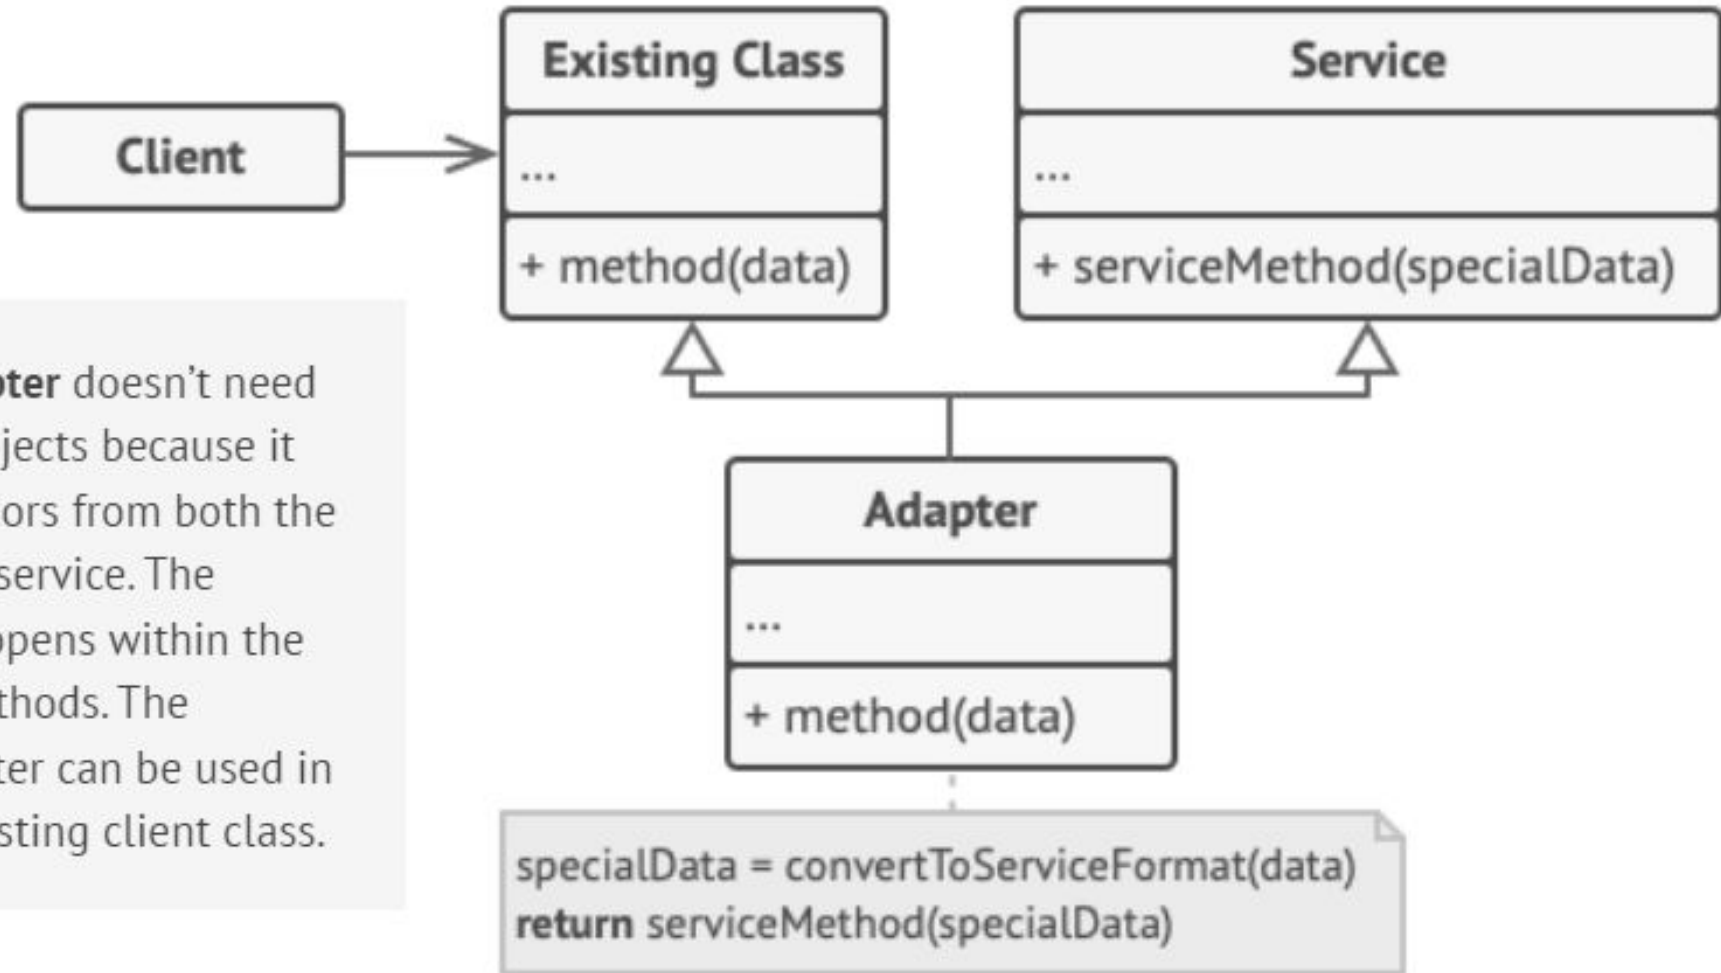 Existing Class
Service
Client
...
...
+ method(data)
+ serviceMethod(specialData)
pter doesn't need
jects because it
ors from both the
service. The
ppens within the
thods. The
ter can be used in
sting client class.
Adapter
...
+ method(data)
specialData = convertToServiceFormat(data)
return serviceMethod(specialData)